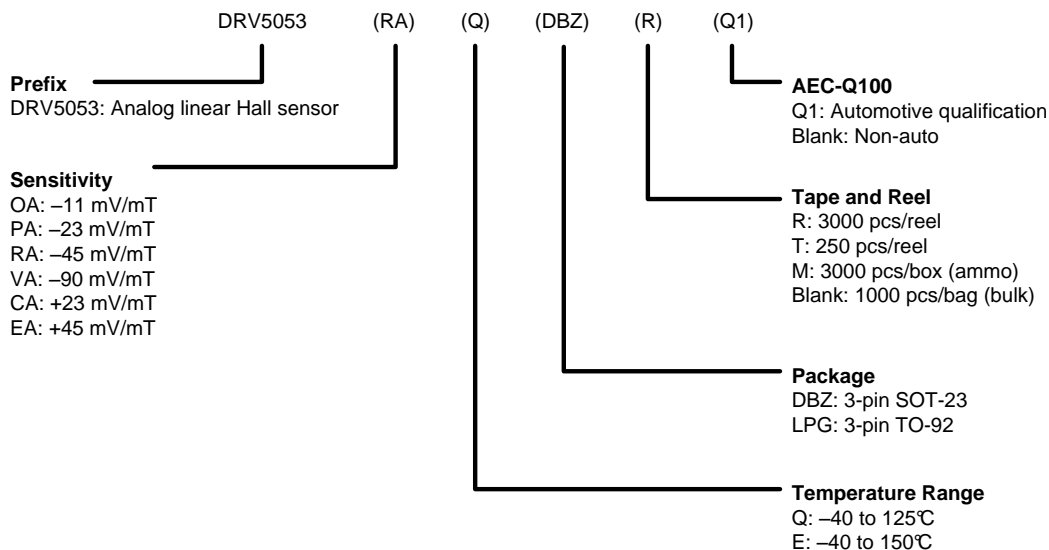 DRV5053 (RA) (Q) (DBZ) (R) (Q1)
Prefix
DRV5053: Analog linear Hall sensor
Sensitivity
OA: –11 mV/mT
PA: –23 mV/mT
RA: –45 mV/mT
VA: –90 mV/mT
CA: +23 mV/mT
EA: +45 mV/mT
AEC-Q100
Q1: Automotive qualification
Blank: Non-auto
Tape and Reel
R: 3000 pcs/reel
T: 250 pcs/reel
M: 3000 pcs/box (ammo)
Blank: 1000 pcs/bag (bulk)
Package
DBZ: 3-pin SOT-23
LPG: 3-pin TO-92
Temperature Range
Q: –40 to 125℃
E: –40 to 150℃